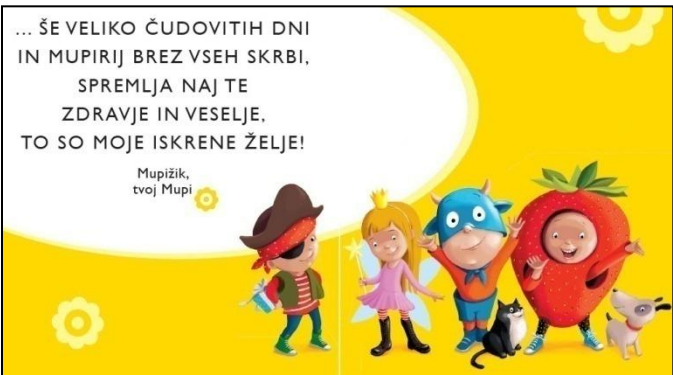 ... ŠE VELIKO ČUDOVITIH DNI
IN MUPIRIJ BREZ VSEH SKRBI,
SPREMLJA NAJ TE
ZDRAVJE IN VESELJE,
TO SO MOJE ISKRENE ŽELJE!
Mupižik,
tvoj Mupi